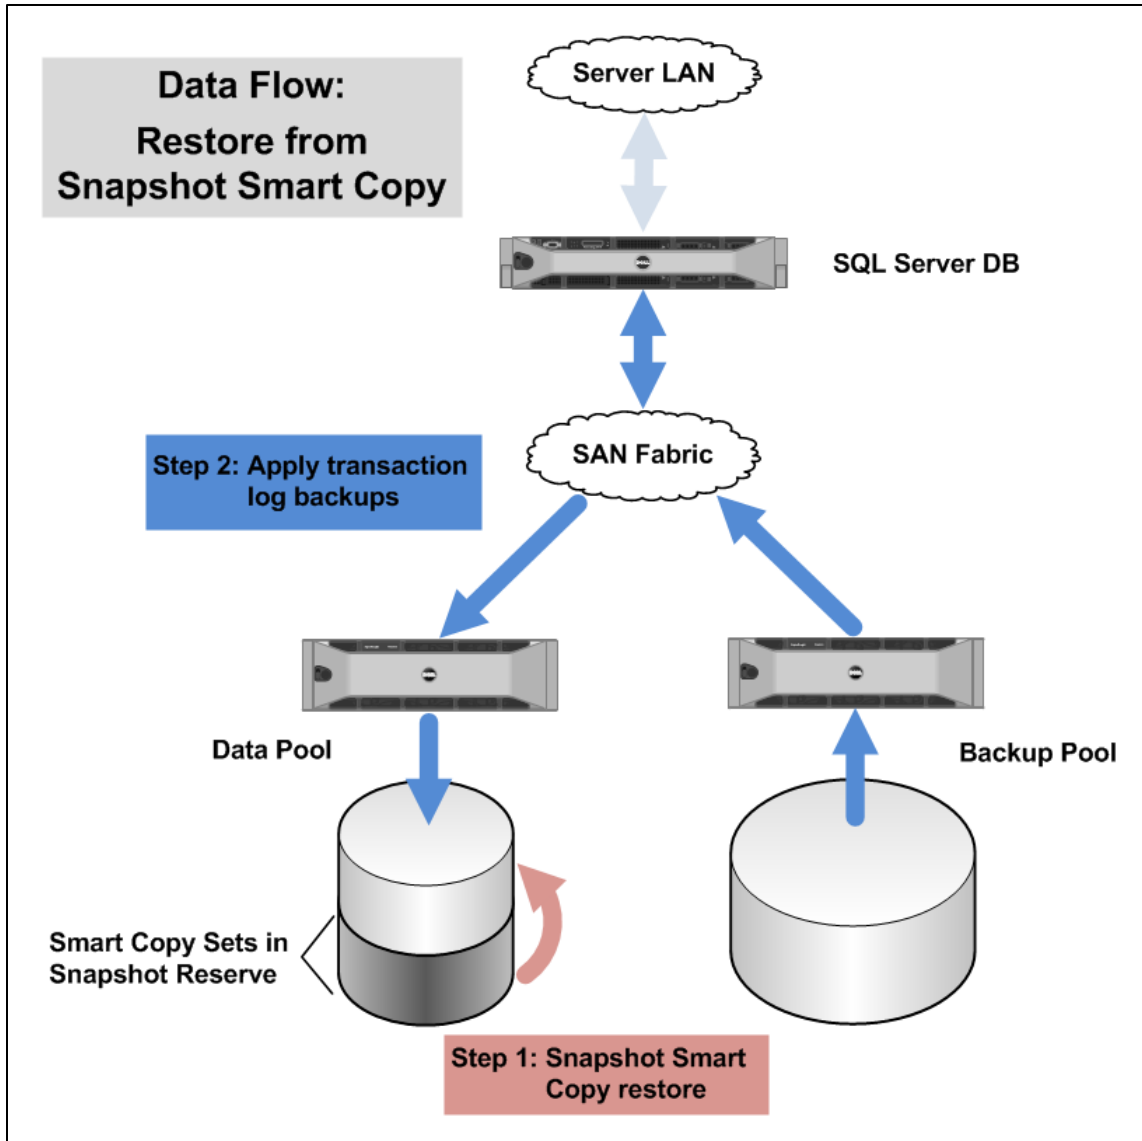 Data Flow:
Restore from
Snapshot Smart Copy
Server LAN
SQL Server DB
SAN Fabric
Step 2: Apply transaction
log backups
Data Pool
Backup Pool
Smart Copy Sets in
Snapshot Reserve
Step 1: Snapshot Smart
Copy restore